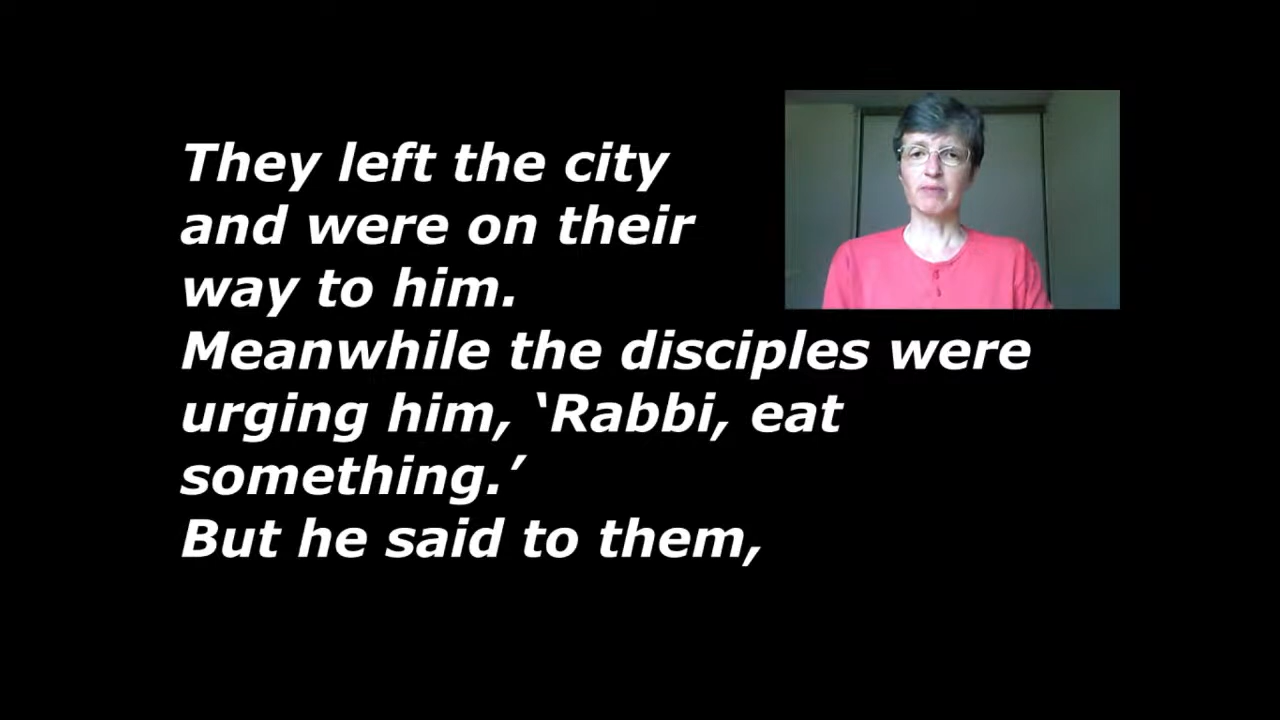 They left the city
and were on their
way to him.
Meanwhile the disciples were
urging him, ‘Rabbi, eat
something.’
But he said to them,